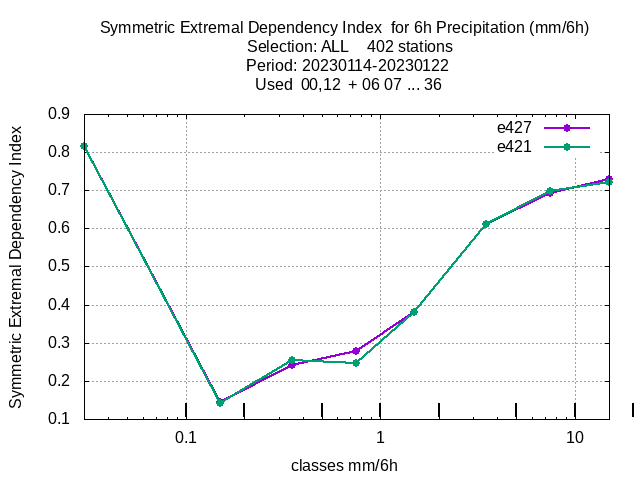 Symmetric Extremal Dependency Index  for 6h Precipitation (mm/6h)
Selection: ALL    402 stations
Period: 20230114-20230122
Used  00,12  + 06 07 ... 36
e427
e421
Symmetric Extremal Dependency Index
0.9
0.8
0.7
0.6
0.5
0.4
0.3
0.2
0.1
0.1 1 10
classes mm/6h